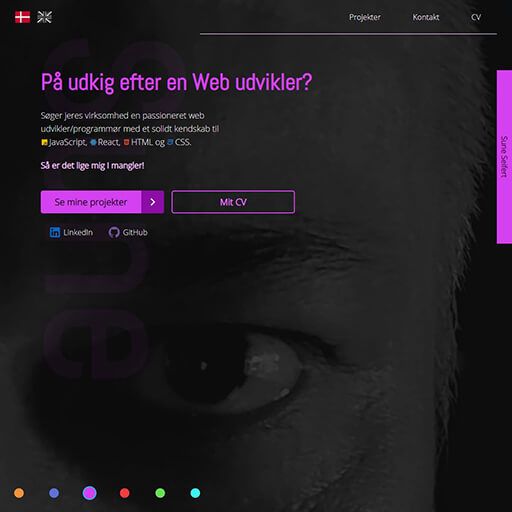 Projekter
Kontakt
CV
På udkig efter en Web udvikler?
Søger jeres virksomhed en passioneret web
udvikler/programmør med et solidt kendskab til
JavaScript, React, HTML og CSS.
Så er det lige mig I mangler!
Se mine projekter
Mit CV
LinkedIn
GitHub
Sune Seifert
Sune